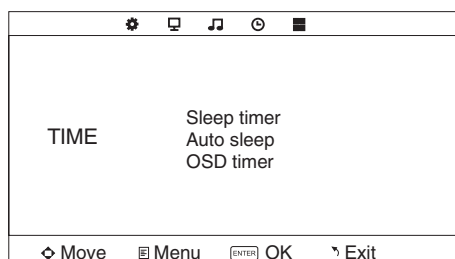 TIME
Sleep timer
Auto sleep
OSD timer
Move Menu ENTER OK Exit